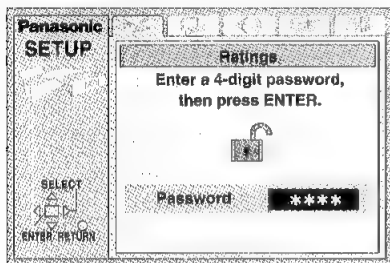 Panasonic
SETUP
Ratings
Enter a 4-digit password,
then press ENTER.
Password ****
SELECT
ENTER RETURN